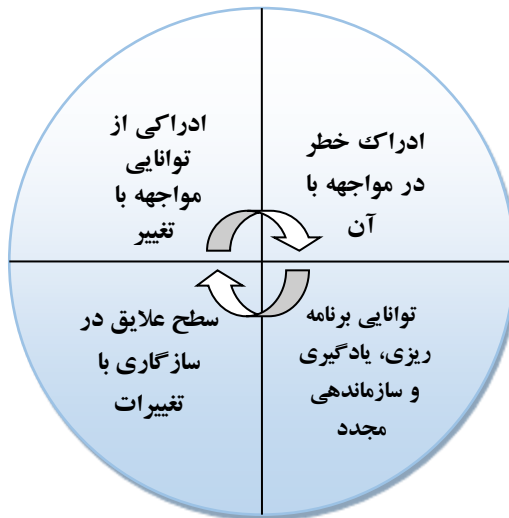 ادراک خطر
در مواجهه با
آن
ادراکی از
توانایی
مواجهه با
تغییر
توانایی برنامه
ریزی، یادگیری
و سازماندهی
مجدد
سطح علایق در
سازگاری با
تغییرات